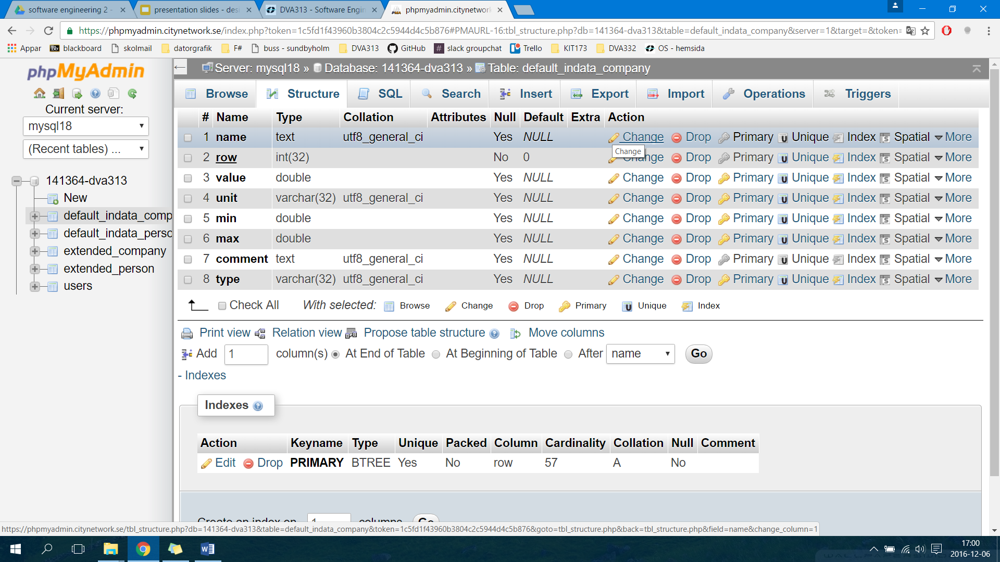 software engineering 2 -
presentation slides - des
DVA313 - Software Engin
phpmyadmin.citynetwork
https://phpmyadmin.citynetwork.se/index.php?token=1c5fd1f43960b3804c2c5944d4c5b876#PMAURL-16:tbl_structure.php?db=141364-dva313&table=default_indata_company&server=1&target=&token=
Appar Bb blackboard skolmail datorgrafik F# buss - sundbyholm DVA313 GitHub slack groupchat Trello KIT173 DVA332 OS - hemsida
phpMyAdmin
Current server:
mysql18
(Recent tables) ...
141364-dva313
New
default_indata_comp
default_indata_perso
extended_company
extended_person
users
Server: mysql18 » Database: 141364-dva313 » Table: default_indata_company
Browse Structure SQL Search Insert Export Import Operations Triggers
# Name Type Collation Attributes Null Default Extra Action
1 name text utf8_general_ci Yes NULL Change Drop Primary Unique Index Spatial More
Change
2 row int(32) No 0 Change Drop Primary Unique Index Spatial More
3 value double Yes NULL Change Drop Primary Unique Index Spatial More
4 unit varchar(32) utf8_general_ci Yes NULL Change Drop Primary Unique Index Spatial More
5 min double Yes NULL Change Drop Primary Unique Index Spatial More
6 max double Yes NULL Change Drop Primary Unique Index Spatial More
7 comment text utf8_general_ci Yes NULL Change Drop Primary Unique Index Spatial More
8 type varchar(32) utf8_general_ci Yes NULL Change Drop Primary Unique Index Spatial More
Check All With selected: Browse Change Drop Primary Unique Index
Print view Relation view Propose table structure Move columns
Add 1 column(s) At End of Table At Beginning of Table After name Go
- Indexes
Indexes
Action Keyname Type Unique Packed Column Cardinality Collation Null Comment
Edit Drop PRIMARY BTREE Yes No row 57 A No
Create an index on 1 columns Go
https://phpmyadmin.citynetwork.se/tbl_structure.php?db=141364-dva313&table=default_indata_company&token=1c5fd1f43960b3804c2c5944d4c5b876&goto=tbl_structure.php&back=tbl_structure.php&field=name&change_column=1
17:00
2016-12-06